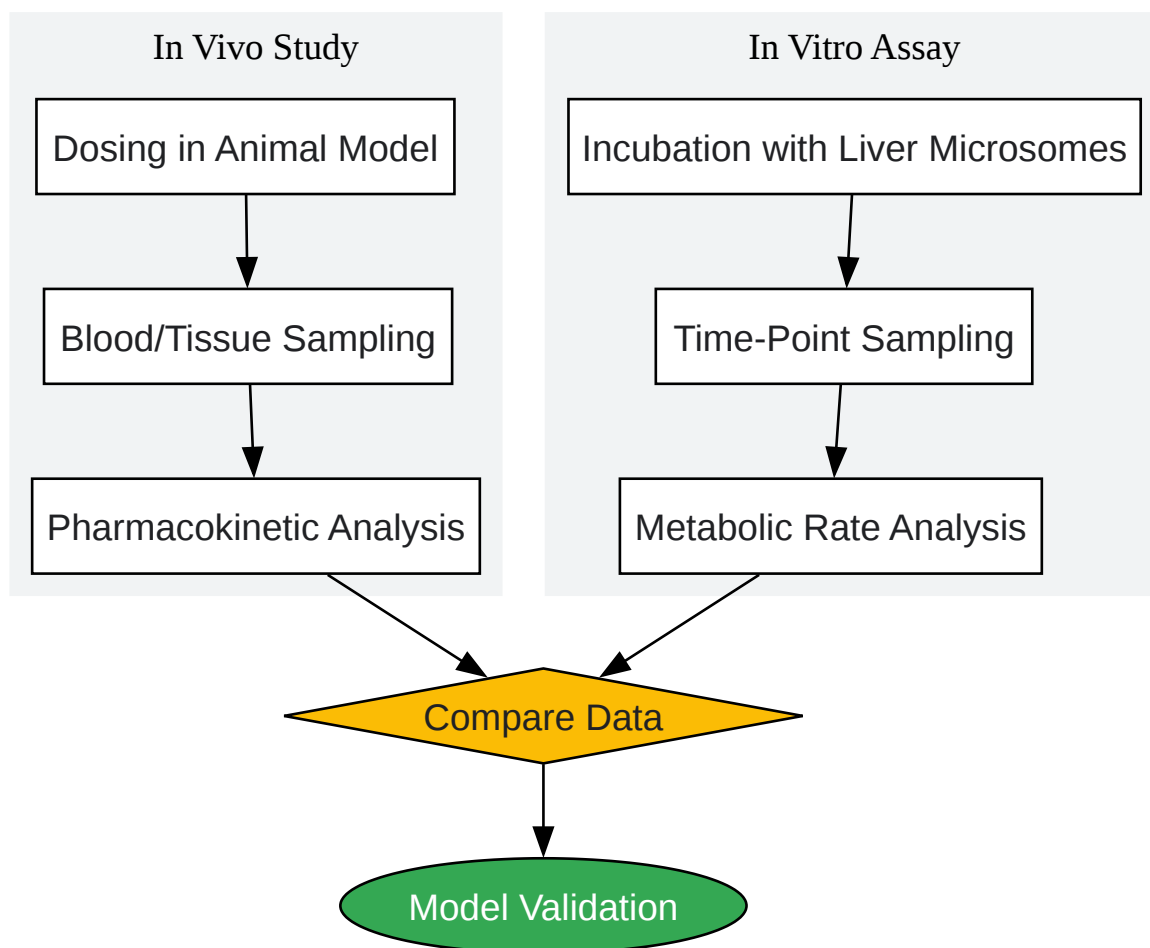 In Vivo Study
Dosing in Animal Model
Blood/Tissue Sampling
Pharmacokinetic Analysis
In Vitro Assay
Incubation with Liver Microsomes
Time-Point Sampling
Metabolic Rate Analysis
Compare Data
Model Validation